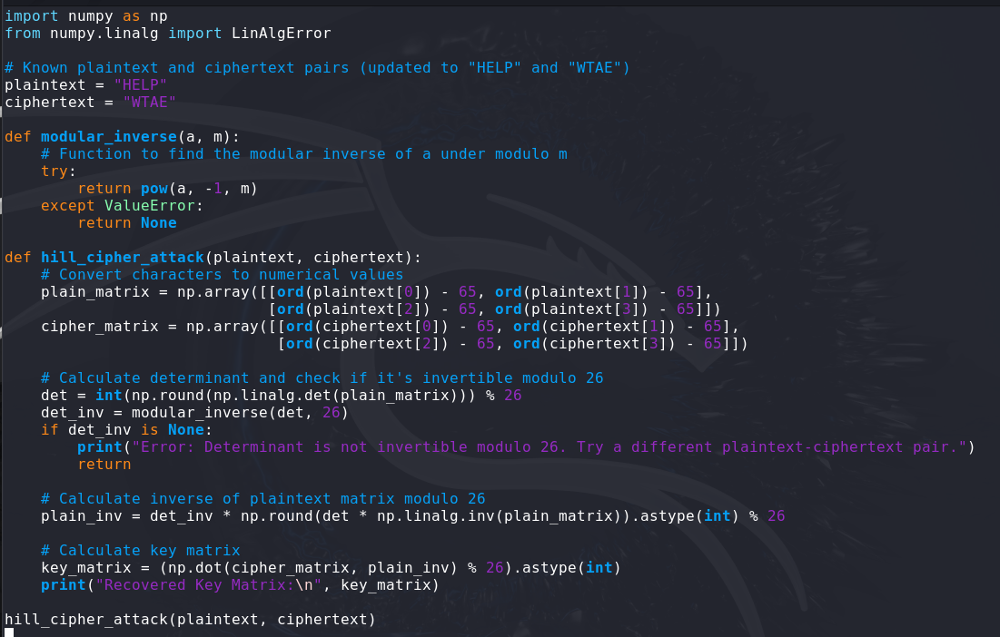 import numpy as np
from numpy.linalg import LinAlgError

# Known plaintext and ciphertext pairs (updated to "HELP" and "WTAE")
plaintext = "HELP"
ciphertext = "WTAE"

def modular_inverse(a, m):
    # Function to find the modular inverse of a under modulo m
    try:
        return pow(a, -1, m)
    except ValueError:
        return None

def hill_cipher_attack(plaintext, ciphertext):
    # Convert characters to numerical values
    plain_matrix = np.array([[ord(plaintext[0]) - 65, ord(plaintext[1]) - 65],
                             [ord(plaintext[2]) - 65, ord(plaintext[3]) - 65]])
    cipher_matrix = np.array([[ord(ciphertext[0]) - 65, ord(ciphertext[1]) - 65],
                              [ord(ciphertext[2]) - 65, ord(ciphertext[3]) - 65]])

    # Calculate determinant and check if it's invertible modulo 26
    det = int(np.round(np.linalg.det(plain_matrix))) % 26
    det_inv = modular_inverse(det, 26)
    if det_inv is None:
        print("Error: Determinant is not invertible modulo 26. Try a different plaintext-ciphertext pair.")
        return

    # Calculate inverse of plaintext matrix modulo 26
    plain_inv = det_inv * np.round(det * np.linalg.inv(plain_matrix)).astype(int) % 26

    # Calculate key matrix
    key_matrix = (np.dot(cipher_matrix, plain_inv) % 26).astype(int)
    print("Recovered Key Matrix:\n", key_matrix)

hill_cipher_attack(plaintext, ciphertext)